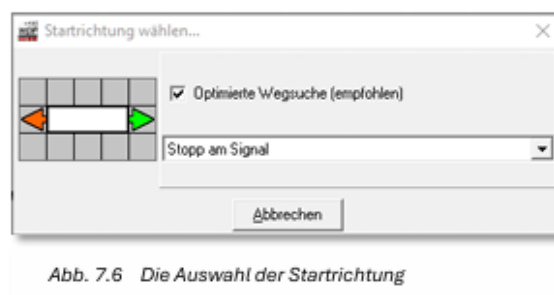 Startrichtung wählen...
Optimierte Wegsuche (empfohlen)
Stopp am Signal
Abbrechen
Abb. 7.6 Die Auswahl der Startrichtung